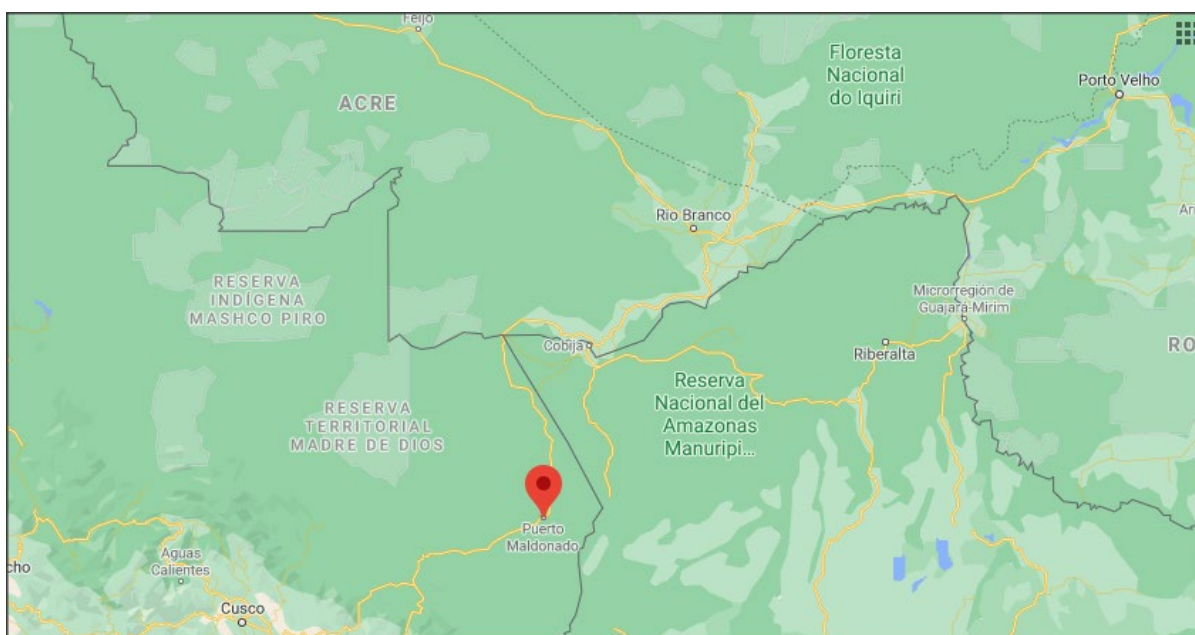 Feijó
Floresta
Nacional
do Iquiri
Porto Velho
ACRE
Rio Branco
RESERVA
INDÍGENA
MASHCO PIRO
Microrregión de
Guajará-Mirim
Cobija
Riberalta
RO
RESERVA
TERRITORIAL
MADRE DE DIOS
Reserva
Nacional del
Amazonas
Manuripi...
Puerto
Maldonado
Aguas
Calientes
cho
Cusco
Ari